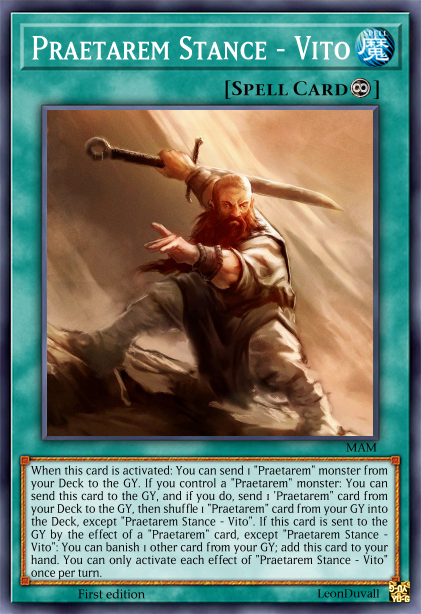 PRAETAREM STANCE - VITO
SPELL
魔
[SPELL CARD ]
MAM
When this card is activated: You can send 1 "Praetarem" monster from
your Deck to the GY. If you control a "Praetarem" monster: You can
send this card to the GY, and if you do, send 1 'Praetarem" card from
your Deck to the GY, then shuffle 1 "Praetarem" card from your GY into
the Deck, except "Praetarem Stance - Vito". If this card is sent to the
GY by the effect of a "Praetarem" card, except "Praetarem Stance -
Vito": You can banish 1 other card from your GY; add this card to your
hand. You can only activate each effect of "Praetarem Stance - Vito"
once per turn.
First edition
LeonDuvall